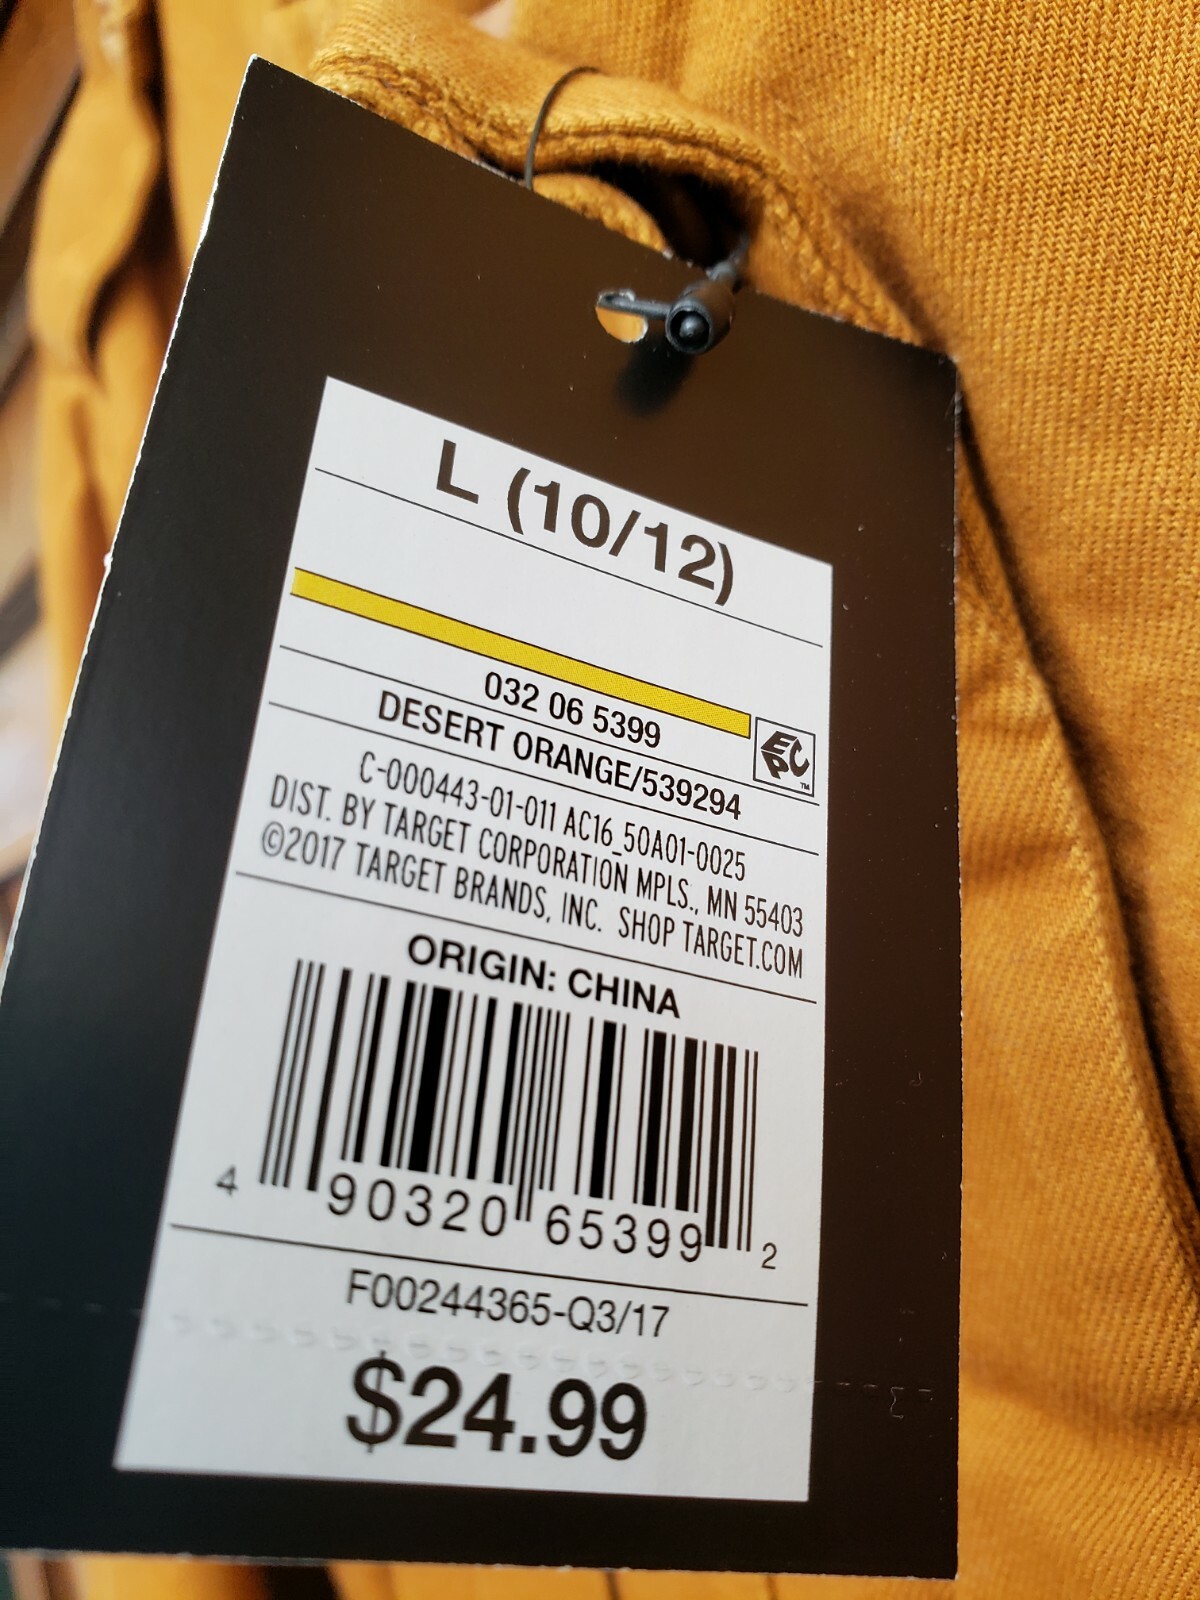 L (10/12)
032 06 5399
DESERT ORANGE/539294
EPC
™
C-000443-01-011 AC16_50A01-0025
DIST. BY TARGET CORPORATION MPLS., MN 55403
©2017 TARGET BRANDS, INC. SHOP TARGET.COM
ORIGIN: CHINA
4 90320 65399 2
F00244365-Q3/17
$24.99